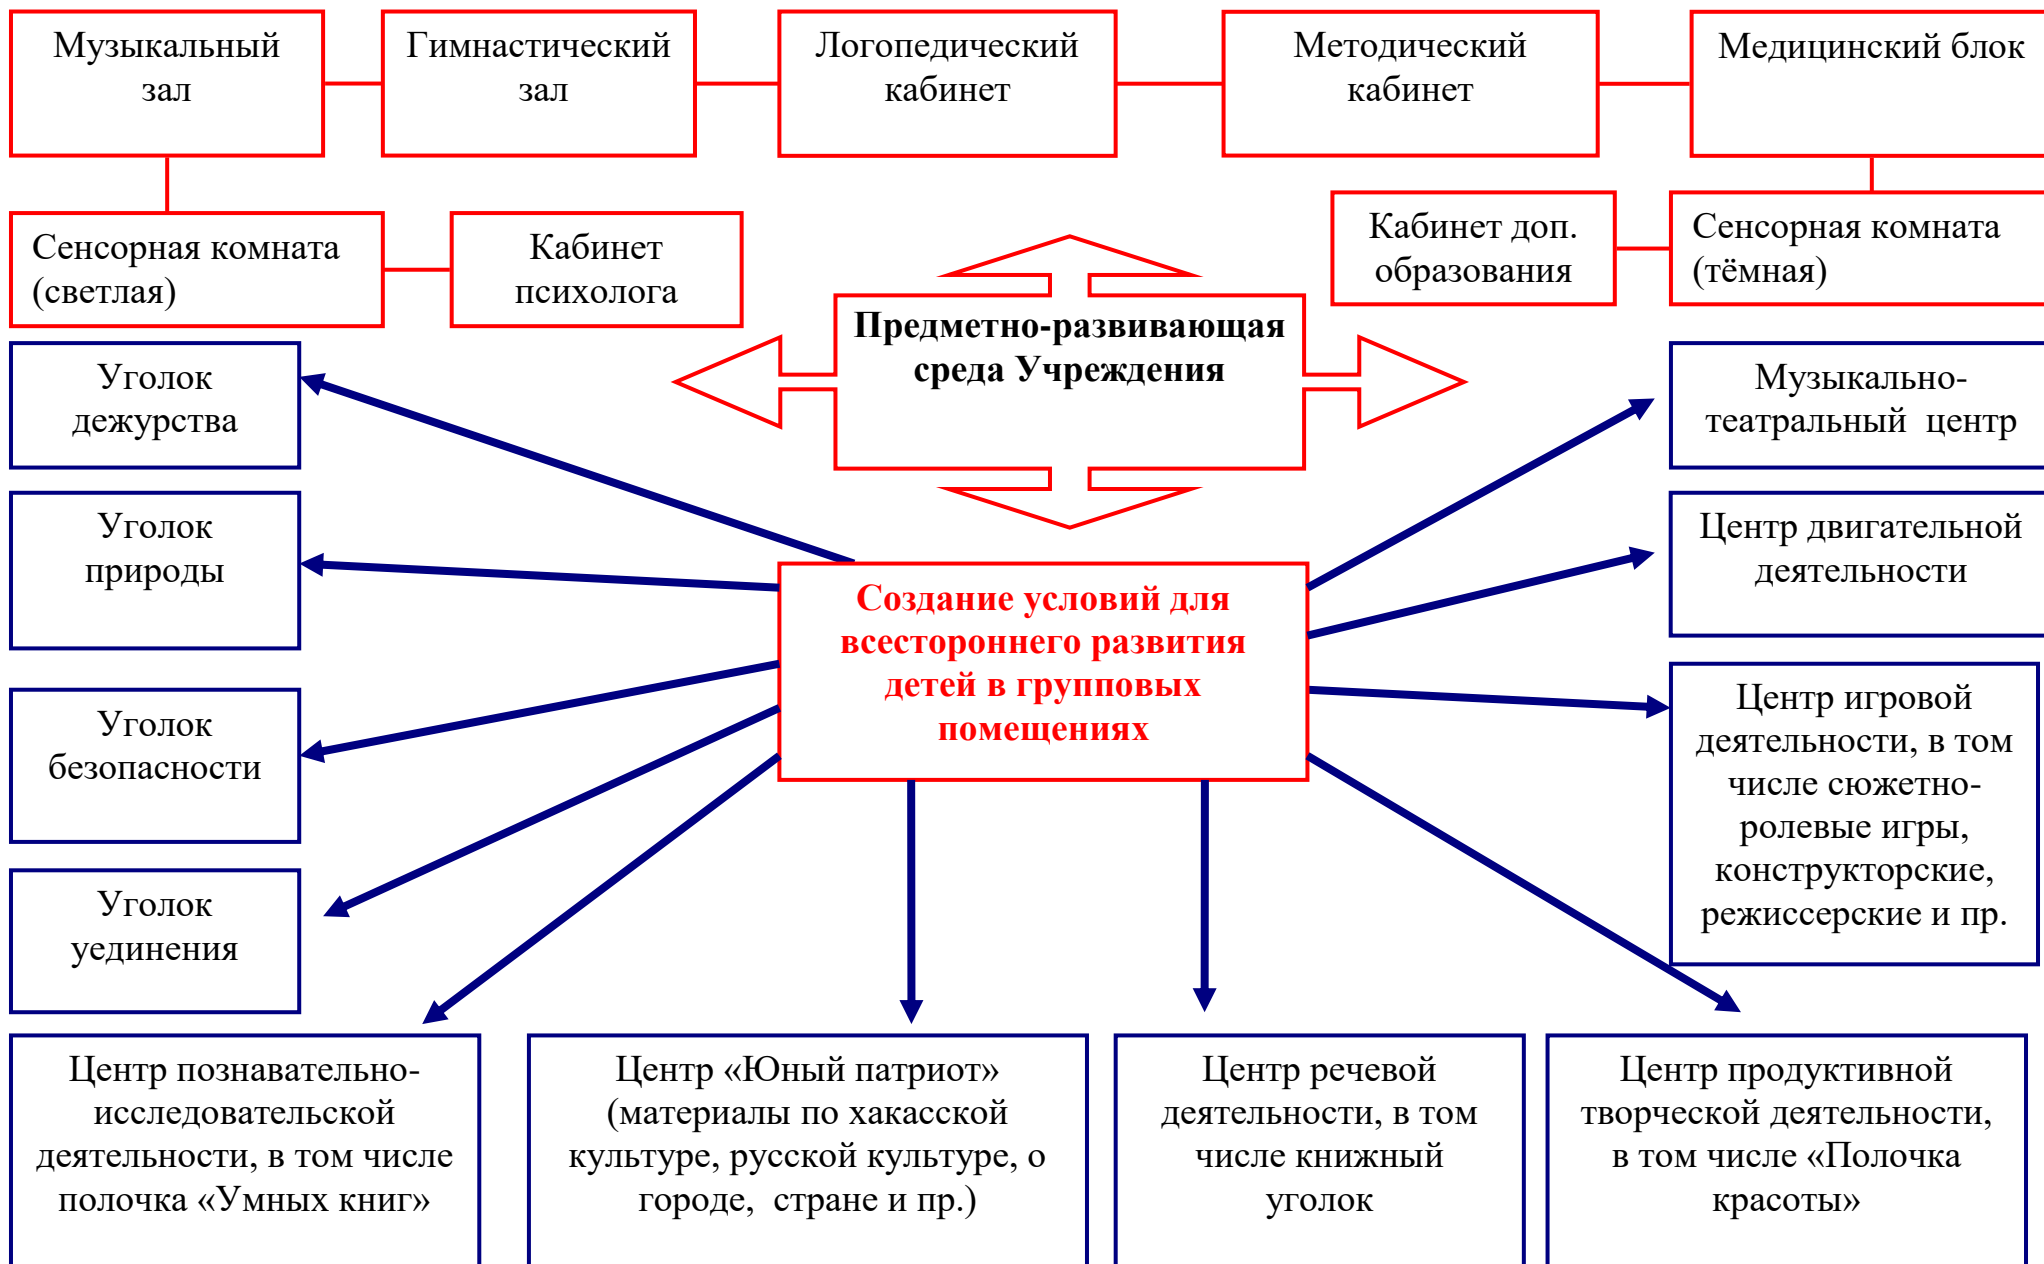 Музыкальный
зал
Гимнастический
зал
Логопедический
кабинет
Методический
кабинет
Медицинский блок
Сенсорная комната
(светлая)
Кабинет
психолога
Кабинет доп.
образования
Сенсорная комната
(тёмная)
Предметно-развивающая
среда Учреждения
Уголок
дежурства
Музыкально-
театральный центр
Уголок
природы
Центр двигательной
деятельности
Создание условий для
всестороннего развития
детей в групповых
помещениях
Уголок
безопасности
Центр игровой
деятельности, в том
числе сюжетно-
ролевые игры,
конструкторские,
режиссерские и пр.
Уголок
уединения
Центр познавательно-
исследовательской
деятельности, в том числе
полочка «Умных книг»
Центр «Юный патриот»
(материалы по хакасской
культуре, русской культуре, о
городе, стране и пр.)
Центр речевой
деятельности, в том
числе книжный
уголок
Центр продуктивной
творческой деятельности,
в том числе «Полочка
красоты»